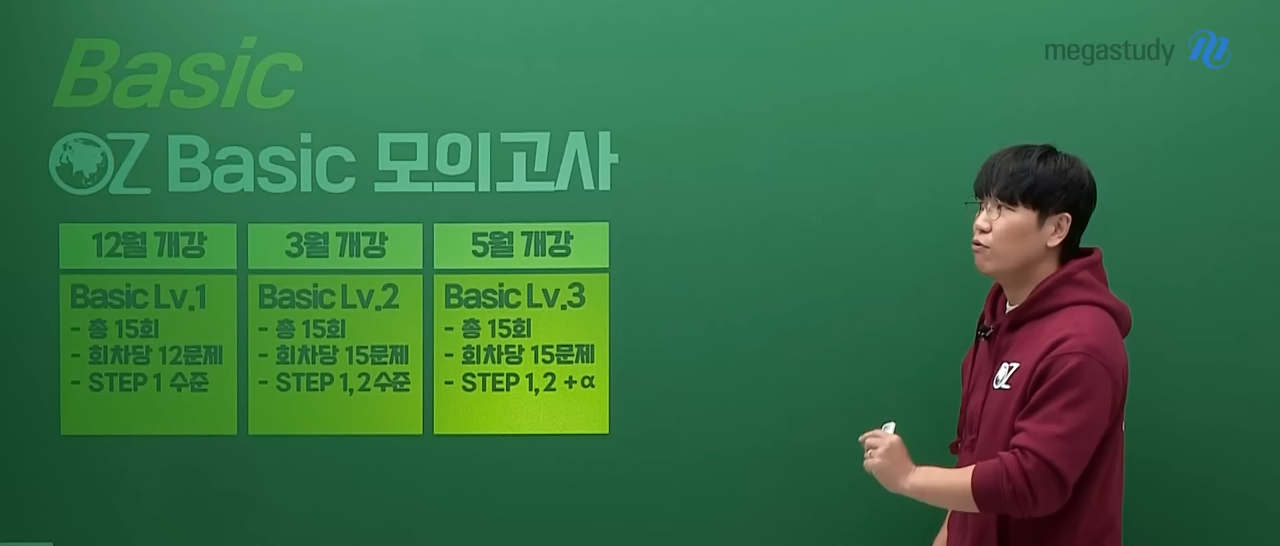 Basic
megastudy
OZ Basic 모의고사
12월 개강
Basic Lv.1
- 총 15회
- 회차당 12문제
- STEP 1 수준
3월 개강
Basic Lv.2
- 총 15회
- 회차당 15문제
- STEP 1, 2수준
5월 개강
Basic Lv.3
- 총 15회
- 회차당 15문제
- STEP 1, 2 + α
OZ